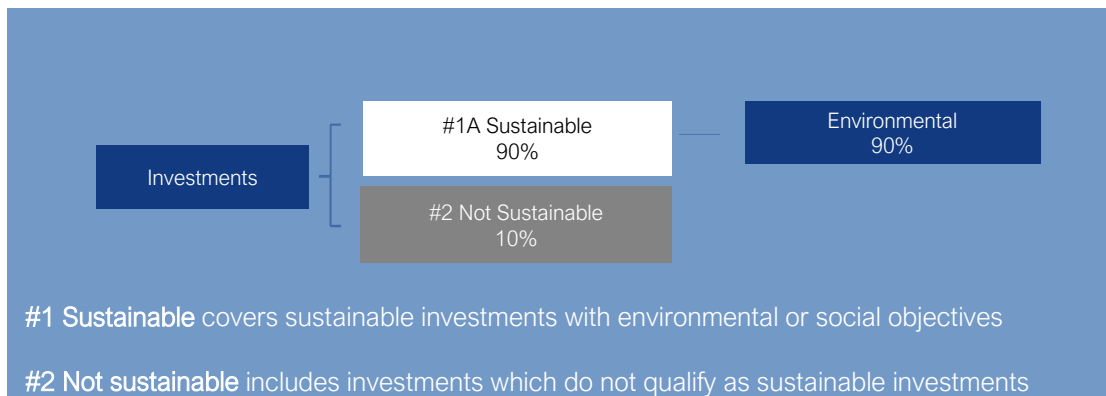 #1A Sustainable
90%
Environmental
90%
Investments
#2 Not Sustainable
10%
#1 Sustainable covers sustainable investments with environmental or social objectives
#2 Not sustainable includes investments which do not qualify as sustainable investments